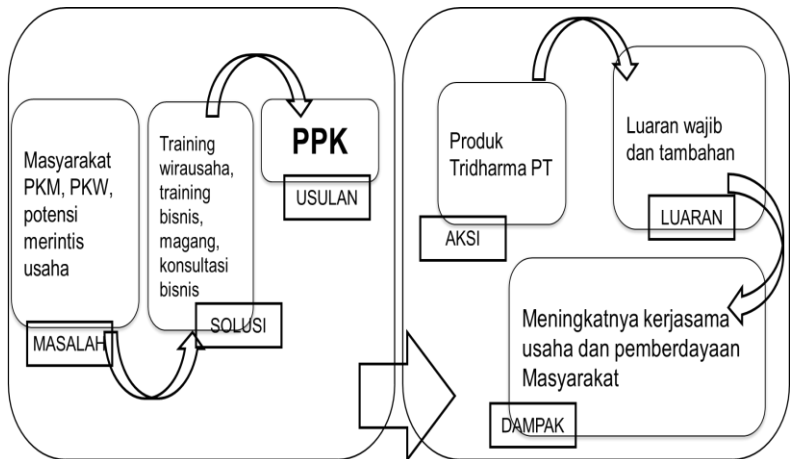 Masyarakat
PKM, PKW,
potensi
merintis
usaha
MASALAH
Training
wirausaha,
training
bisnis,
magang,
konsultasi
bisnis
SOLUSI
PPK
USULAN
Produk
Tridharma PT
AKSI
Luaran wajib
dan tambahan
LUARAN
Meningkatnya kerjasama
usaha dan pemberdayaan
Masyarakat
DAMPAK